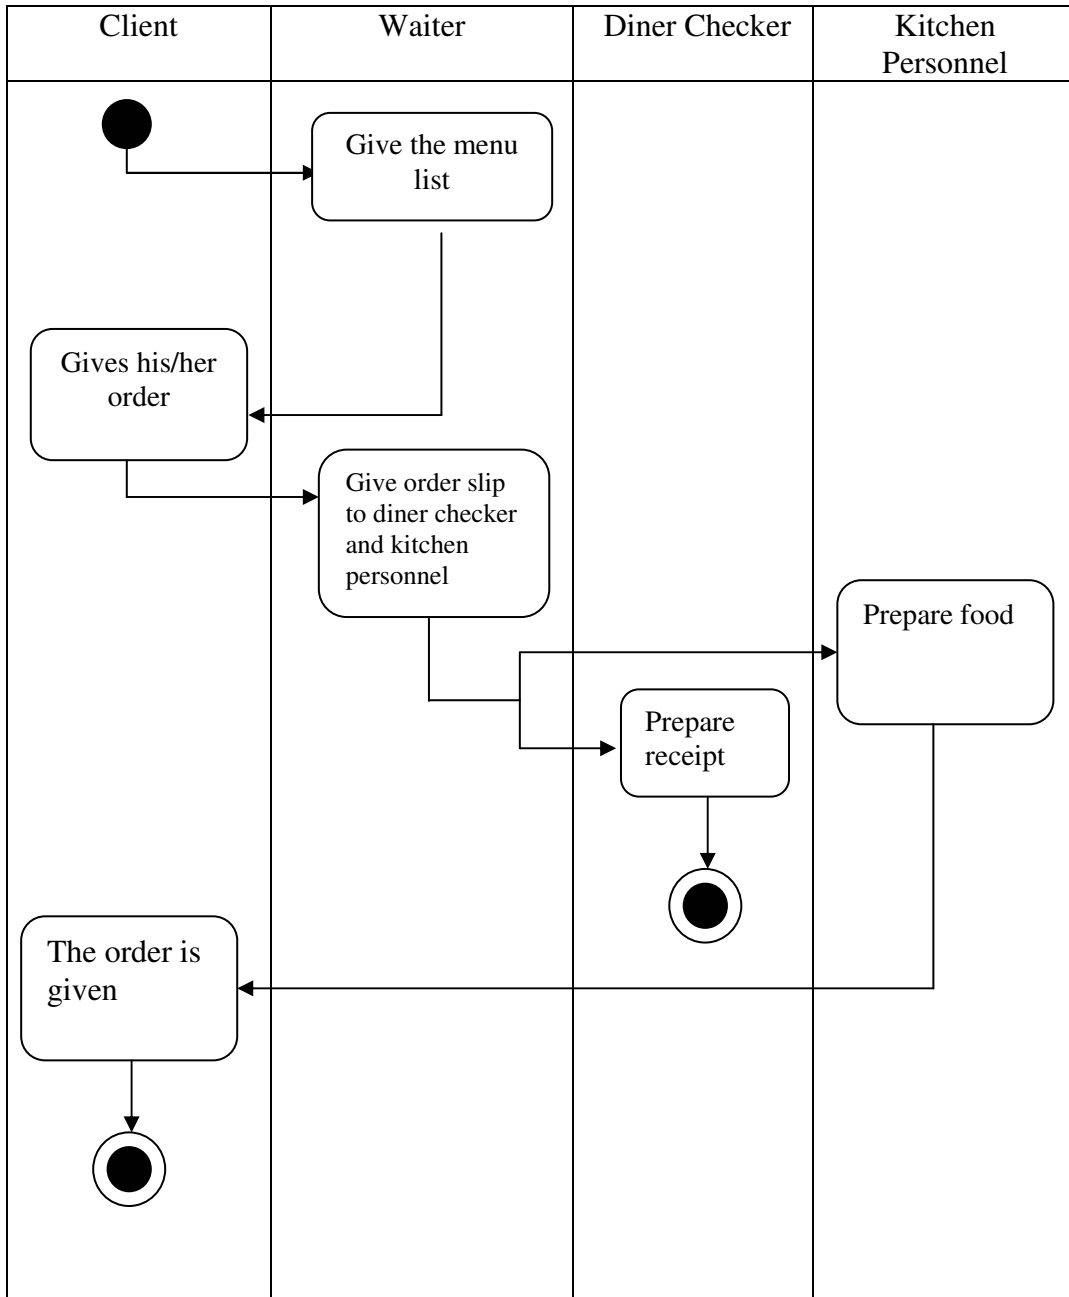 Client
Waiter
Diner Checker
Kitchen
Personnel
Give the menu
list
Gives his/her
order
Give order slip
to diner checker
and kitchen
personnel
Prepare food
Prepare
receipt
The order is
given